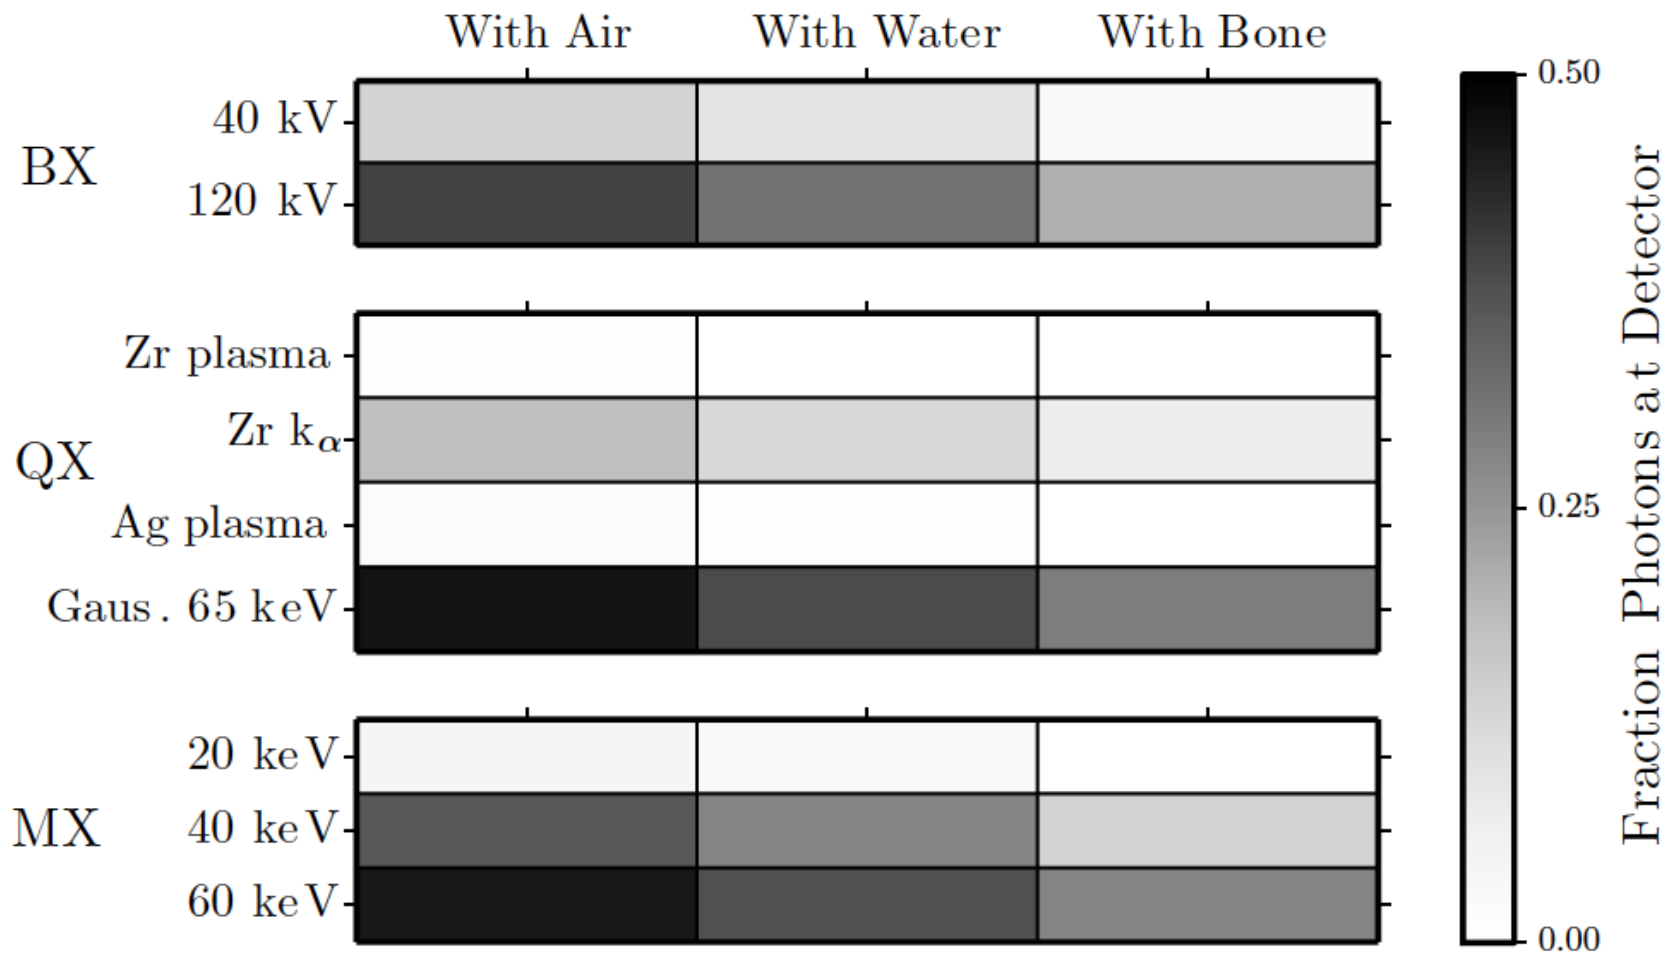 With Air With Water With Bone
BX
40 kV
120 kV
QX
Zr plasma
Zr kα
Ag plasma
Gaus. 65 keV
MX
20 keV
40 keV
60 keV
0.50
0.25
0.00
Fraction Photons at Detector